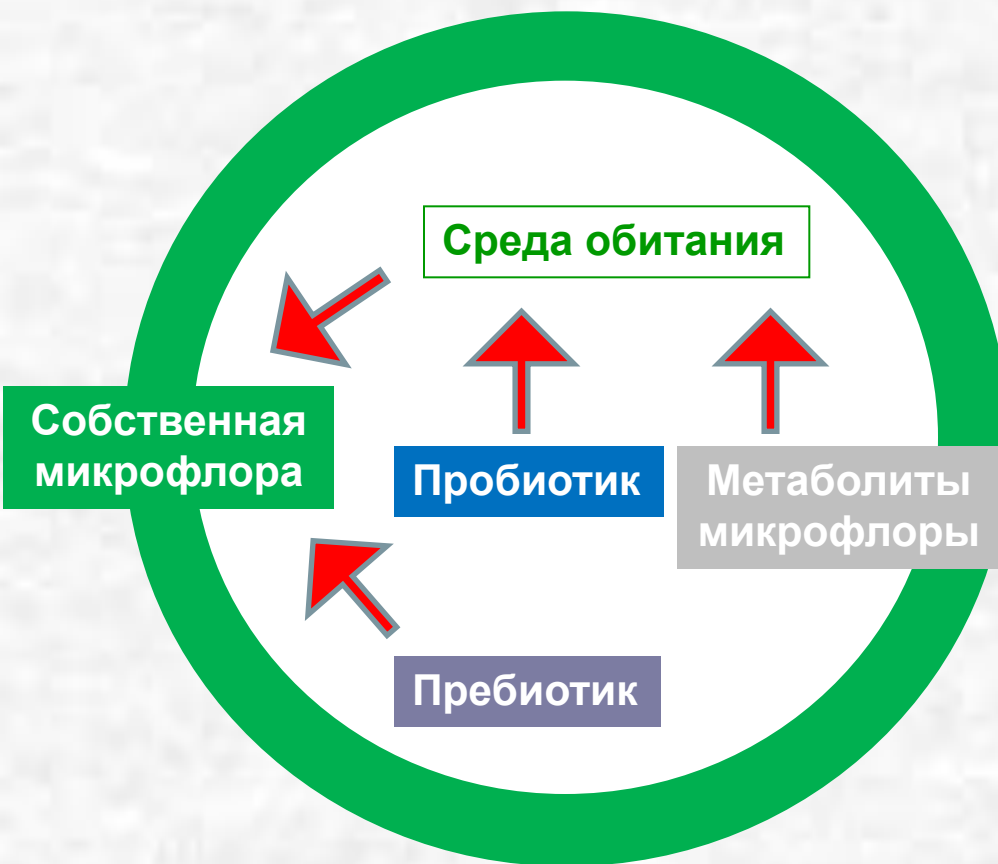 Среда обитания
Собственная
микрофлора
Пробиотик
Метаболиты
микрофлоры
Пребиотик